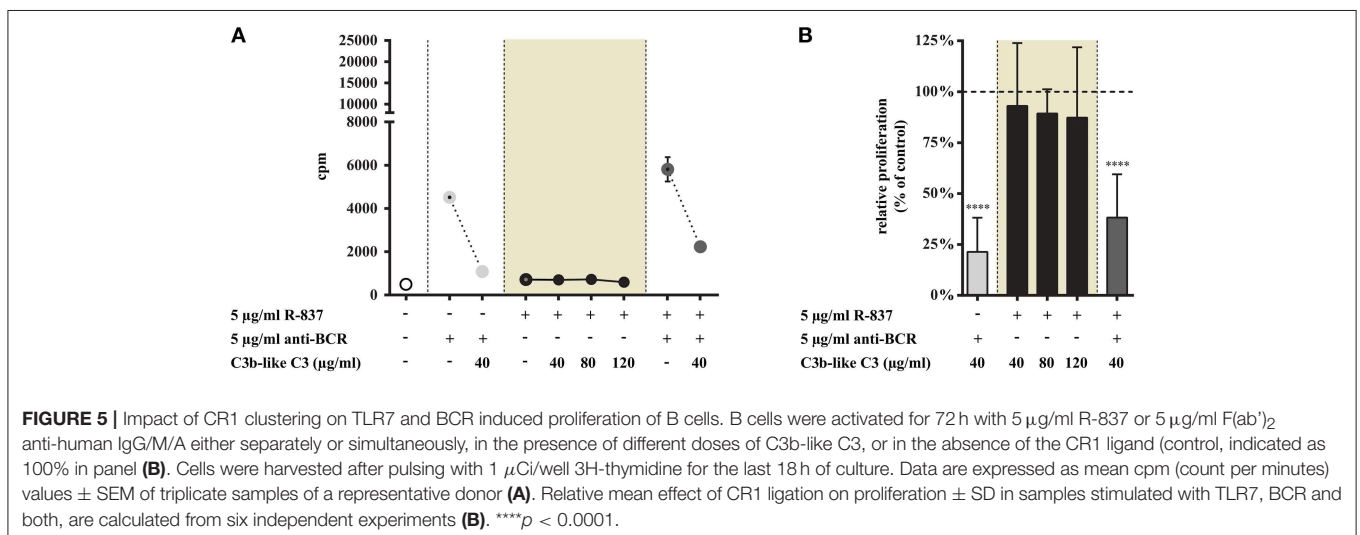 A
25000
20000
15000
10000
8000
6000
4000
2000
0
cpm
5 µg/ml R-837 - - - + + + + + +
5 µg/ml anti-BCR - + + - - - - + +
C3b-like C3 (µg/ml) - - 40 - 40 80 120 - 40
B
125%
100%
75%
50%
25%
0%
relative proliferation
(% of control)
****
****
5 µg/ml R-837 - + + + +
5 µg/ml anti-BCR + - - - +
C3b-like C3 (µg/ml) 40 40 80 120 40
FIGURE 5 | Impact of CR1 clustering on TLR7 and BCR induced proliferation of B cells. B cells were activated for 72 h with 5 µg/ml R-837 or 5 µg/ml F(ab')2
anti-human IgG/M/A either separately or simultaneously, in the presence of different doses of C3b-like C3, or in the absence of the CR1 ligand (control, indicated as
100% in panel (B). Cells were harvested after pulsing with 1 µCi/well 3H-thymidine for the last 18 h of culture. Data are expressed as mean cpm (count per minutes)
values ± SEM of triplicate samples of a representative donor (A). Relative mean effect of CR1 ligation on proliferation ± SD in samples stimulated with TLR7, BCR and
both, are calculated from six independent experiments (B). ****p < 0.0001.